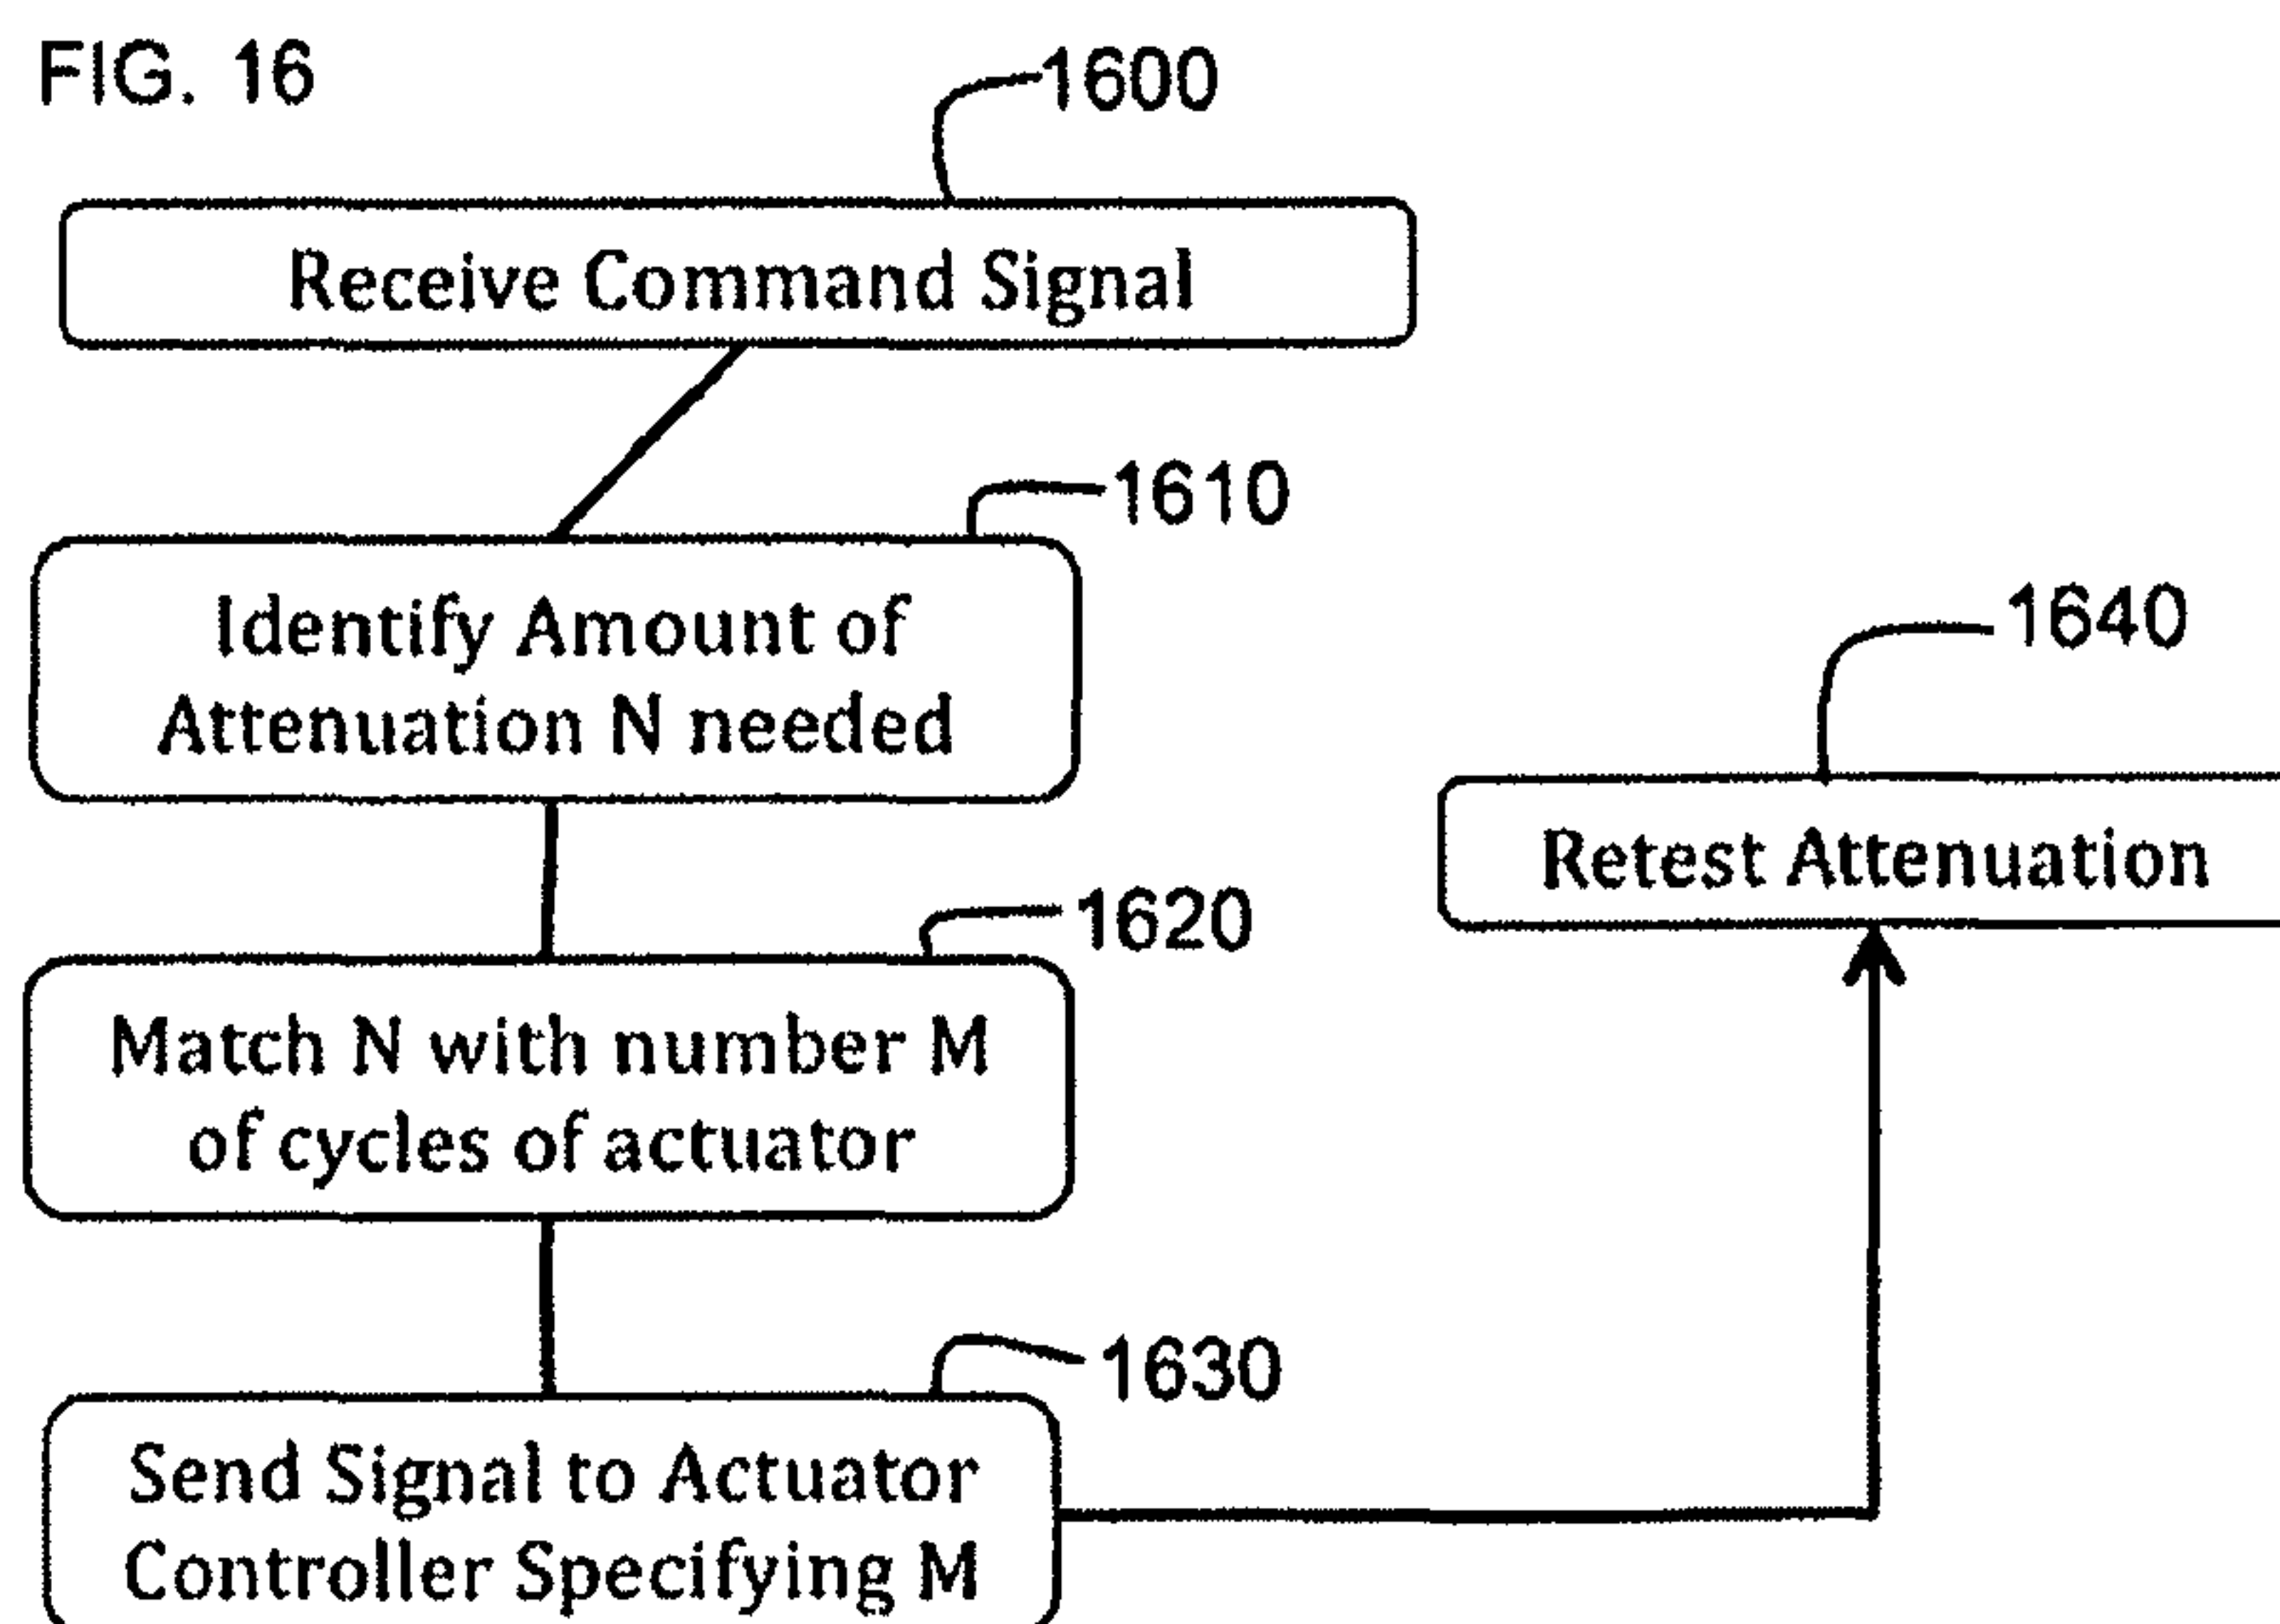 FIG. 16
1600
Receive Command Signal
1610
Identify Amount of
Attenuation N needed
1620
Match N with number M
of cycles of actuator
1630
Send Signal to Actuator
Controller Specifying M
1640
Retest Attenuation